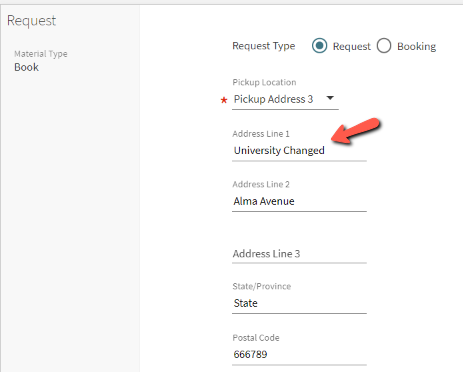 Request
Material Type
Book
Request Type Request Booking
Pickup Location
* Pickup Address 3
Address Line 1
University Changed
Address Line 2
Alma Avenue
Address Line 3
State/Province
State
Postal Code
666789